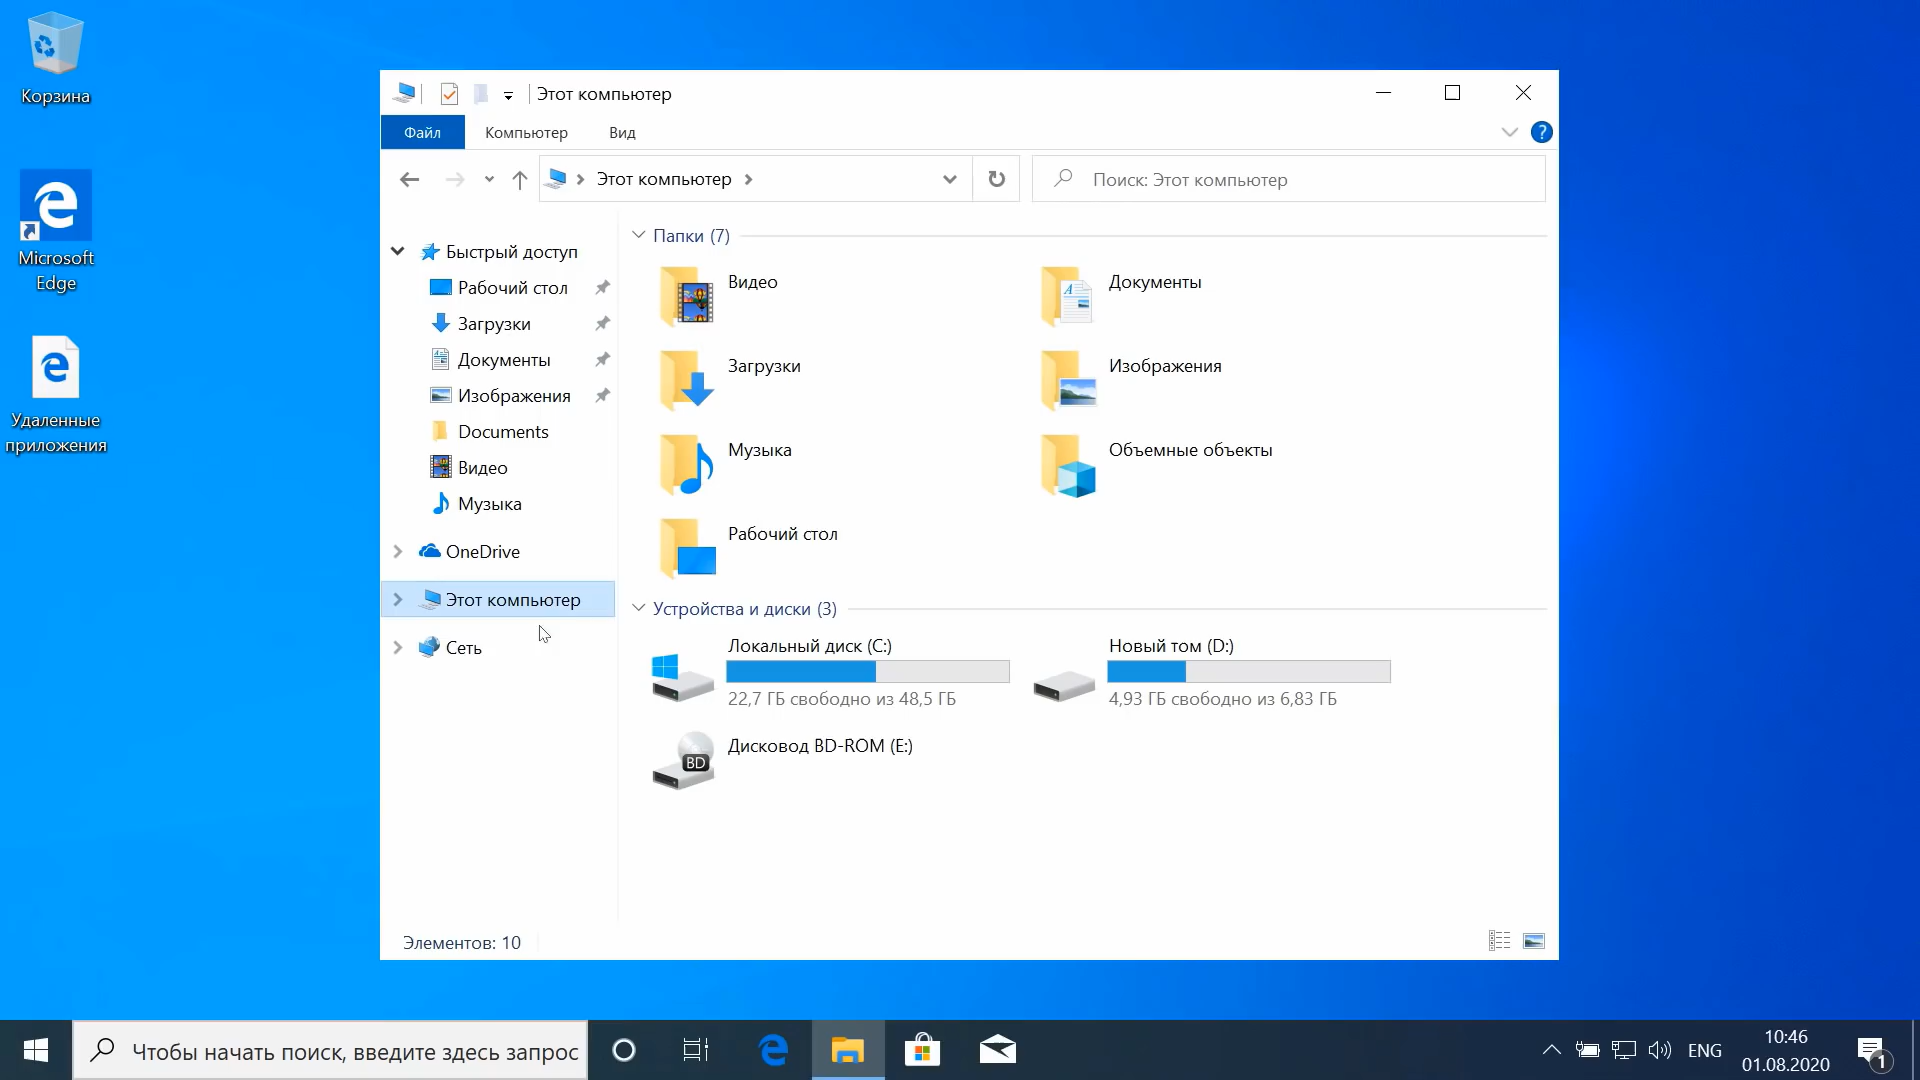 Корзина
Microsoft
Edge
Удаленные
приложения
Этот компьютер
Файл
Компьютер
Вид
?
Этот компьютер
Поиск: Этот компьютер
Быстрый доступ
Рабочий стол
Загрузки
Документы
Изображения
Documents
Видео
Музыка
OneDrive
Этот компьютер
Сеть
Папки (7)
Видео
Документы
Загрузки
Изображения
Музыка
Объемные объекты
Рабочий стол
Устройства и диски (3)
Локальный диск (C:)
22,7 ГБ свободно из 48,5 ГБ
Новый том (D:)
4,93 ГБ свободно из 6,83 ГБ
BD
Дисковод BD-ROM (E:)
Элементов: 10
Чтобы начать поиск, введите здесь запрос
ENG
10:46
01.08.2020
1